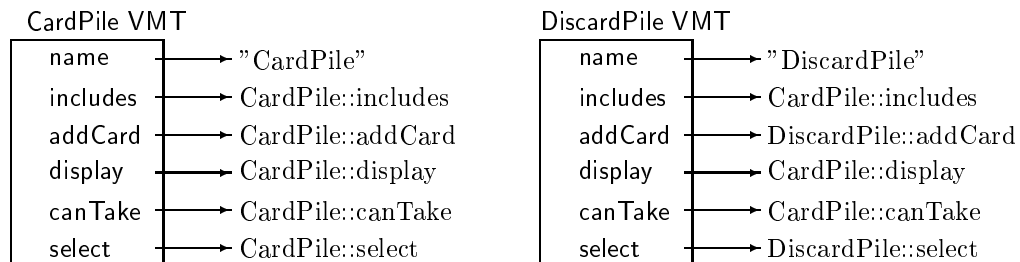 CardPile VMT
name "CardPile"
includes CardPile::includes
addCard CardPile::addCard
display CardPile::display
canTake CardPile::canTake
select CardPile::select
DiscardPile VMT
name "DiscardPile"
includes CardPile::includes
addCard DiscardPile::addCard
display CardPile::display
canTake CardPile::canTake
select DiscardPile::select